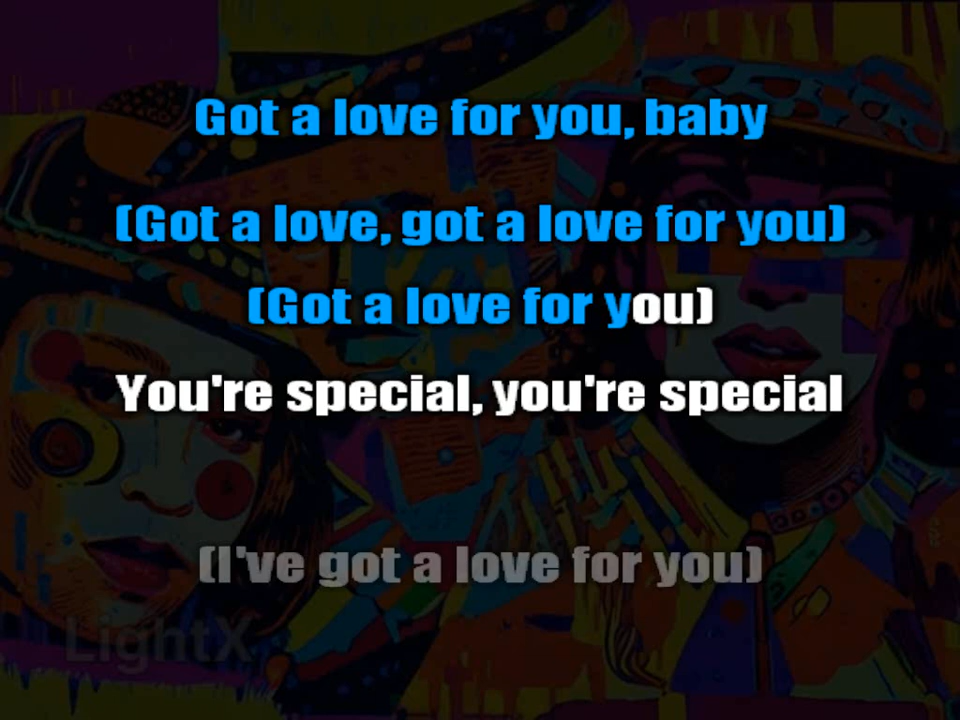 Got a love for you, baby
(Got a love, got a love for you)
(Got a love for you)
You're special, you're special
(I've got a love for you)
LightX